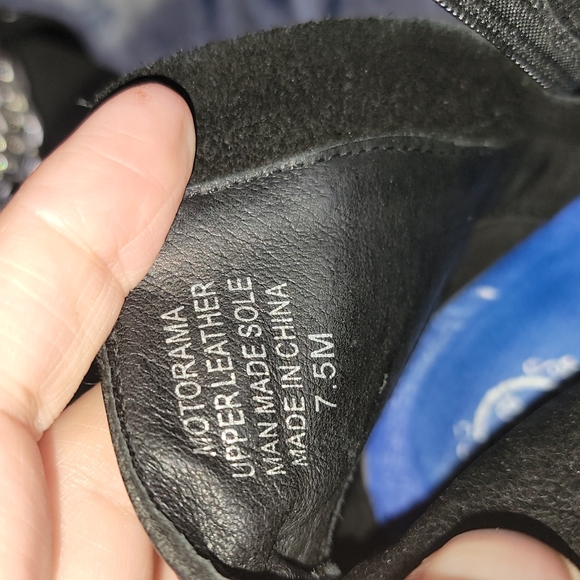 MOTORAMA
UPPER LEATHER
MAN MADE SOLE
MADE IN CHINA
7.5M